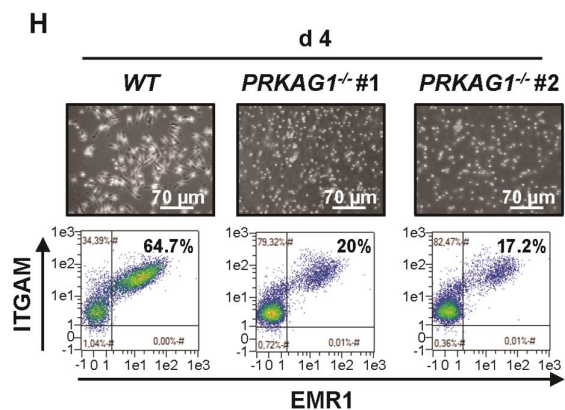 H
d 4
WT PRKAG1-/- #1 PRKAG1-/- #2
70 µm 70 µm 70 µm
1e3 34,39%-# 64.7% 1e3 79,32%-# 20% 1e3 82,47%-# 17.2%
1e2 1e2 1e2
1e1 1e1 1e1
1 1 1
0 0 0
-1 1,04%-# 0,00%-# -1 0,72%-# 0,01%-# -1 0,36%-# 0,01%-#
-1 0 1 1e1 1e3 -1 0 1 1e1 1e3 -1 0 1 1e1 1e3
ITGAM
EMR1